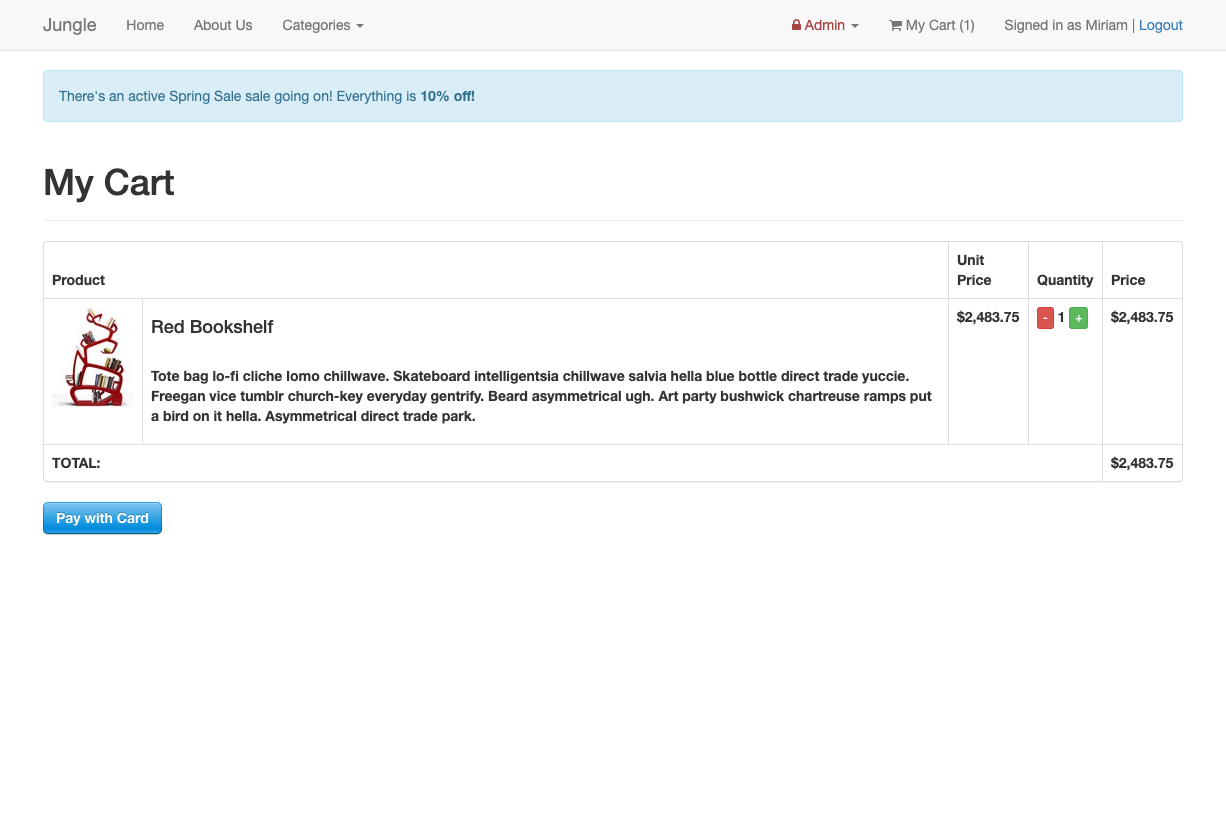 Jungle Home About Us Categories Admin My Cart (1) Signed in as Miriam | Logout
There's an active Spring Sale sale going on! Everything is 10% off!
My Cart
Product Unit Price Quantity Price
Red Bookshelf $2,483.75 - 1 + $2,483.75
Tote bag lo-fi cliche lomo chillwave. Skateboard intelligentsia chillwave salvia hella blue bottle direct trade yuccie.
Freegan vice tumblr church-key everyday gentrify. Beard asymmetrical ugh. Art party bushwick chartreuse ramps put
a bird on it hella. Asymmetrical direct trade park.
TOTAL: $2,483.75
Pay with Card